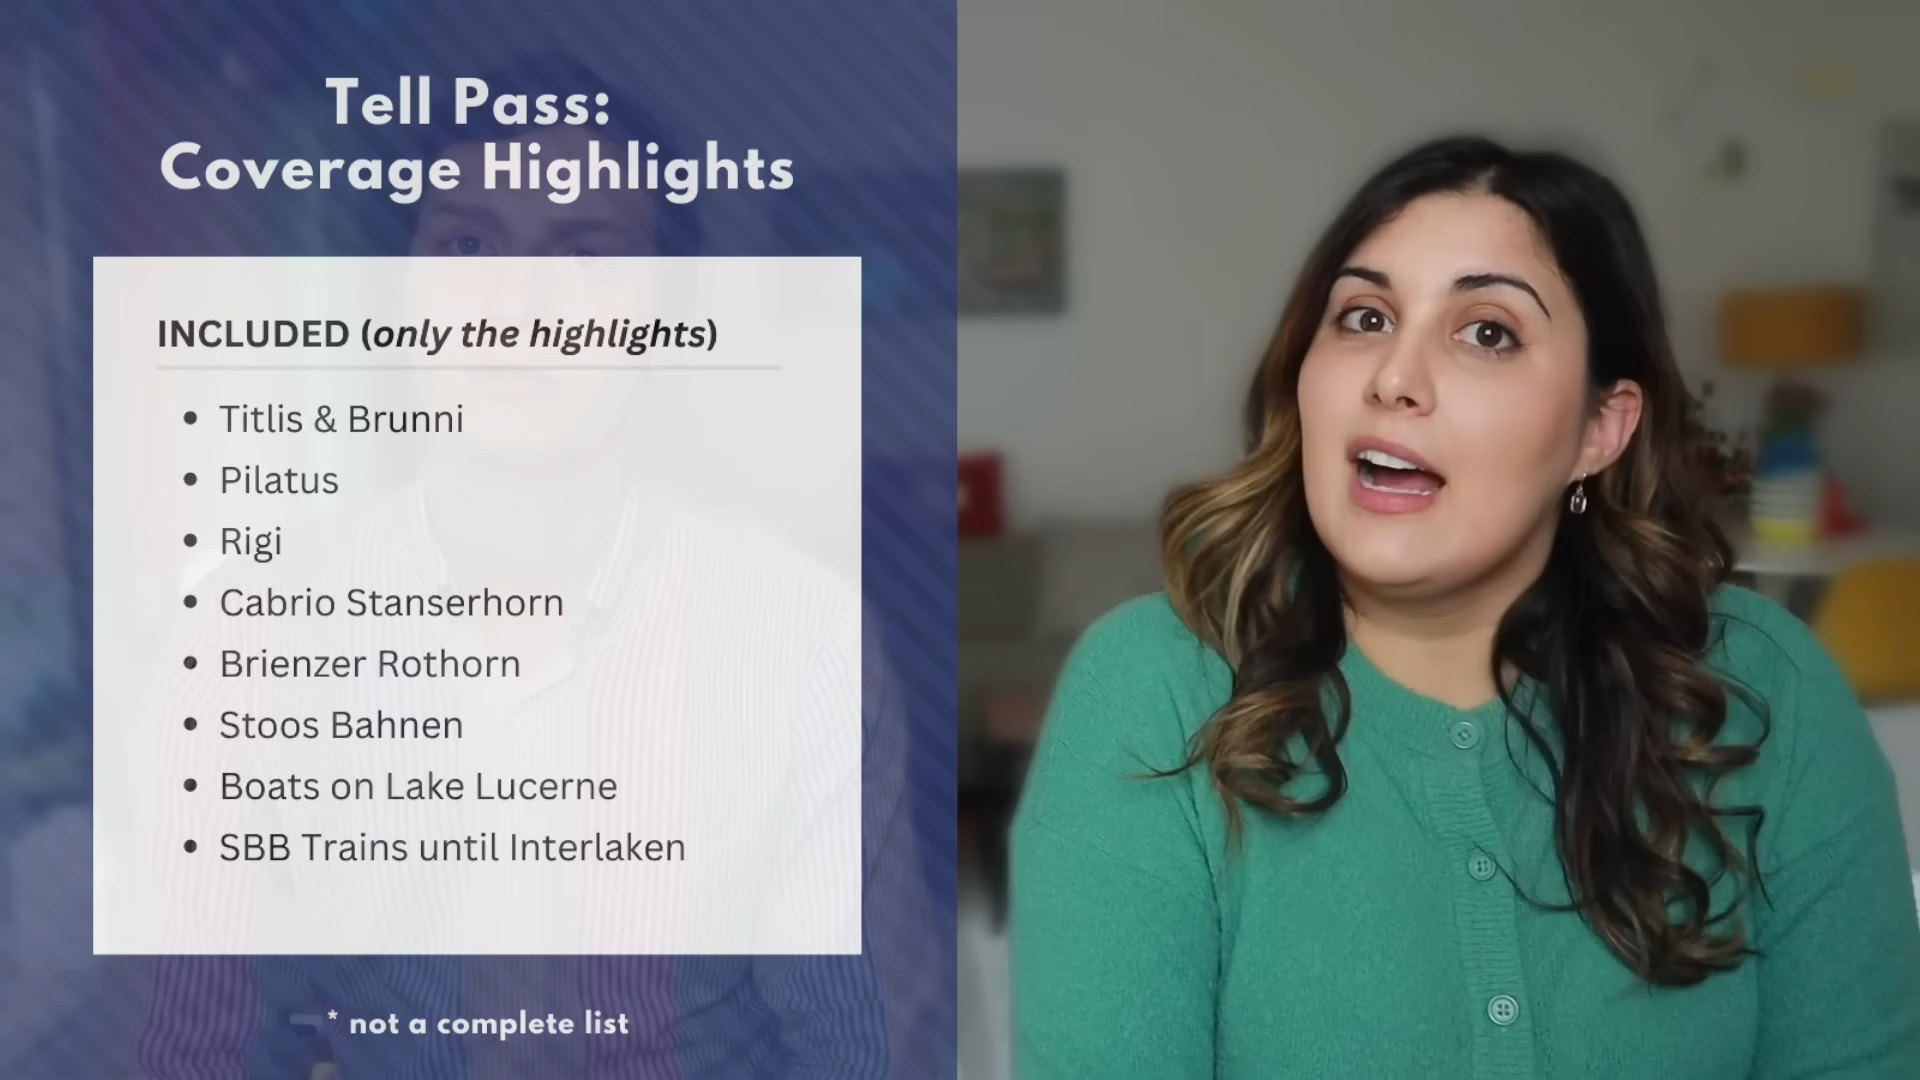 Tell Pass:
Coverage Highlights
INCLUDED (only the highlights)
• Titlis & Brunni
• Pilatus
• Rigi
• Cabrio Stanserhorn
• Brienzer Rothorn
• Stoos Bahnen
• Boats on Lake Lucerne
• SBB Trains until Interlaken
* not a complete list